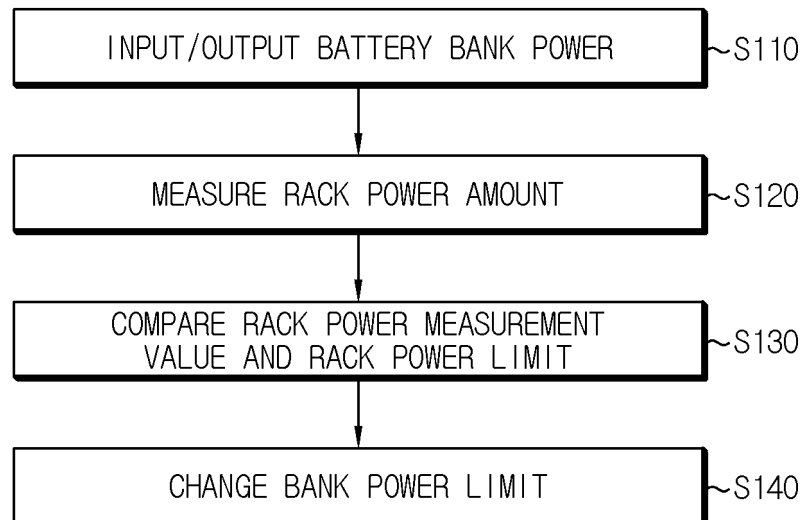 INPUT/OUTPUT BATTERY BANK POWER ~S110
MEASURE RACK POWER AMOUNT ~S120
COMPARE RACK POWER MEASUREMENT
VALUE AND RACK POWER LIMIT ~S130
CHANGE BANK POWER LIMIT ~S140